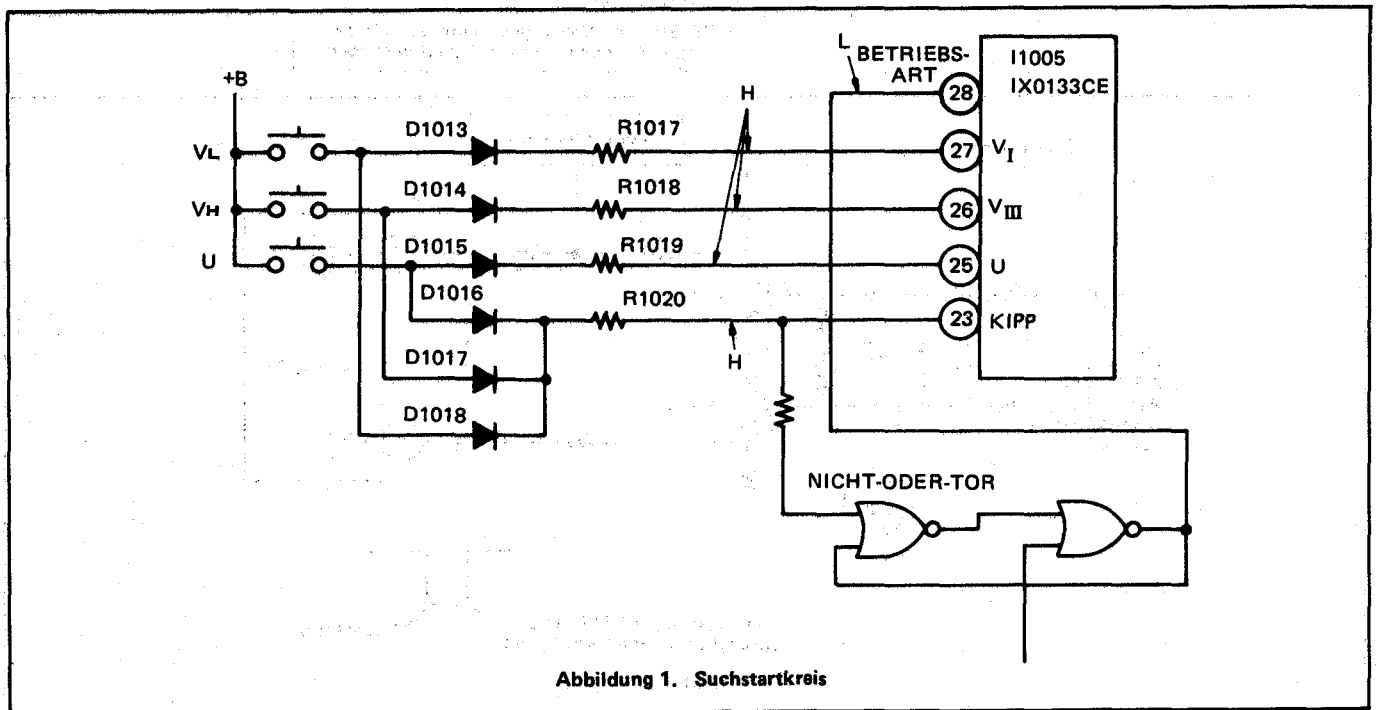 L
BETRIEBS-
ART
I1005
IX0133CE
28
+B
H
D1013
R1017
VL
27
VI
D1014
R1018
VH
26
VIII
D1015
R1019
U
25
U
D1016
R1020
23
KIPP
H
D1017
D1018
NICHT-ODER-TOR
Abbildung 1. Suchstartkreis